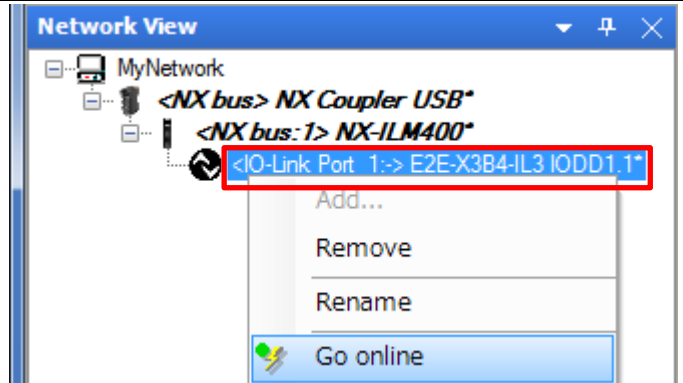 Network View
MyNetwork
<NX bus> NX Coupler USB*
<NX bus:1> NX-ILM400*
<IO-Link Port 1:-> E2E-X3B4-IL3 IODD1.1*
Add...
Remove
Rename
Go online